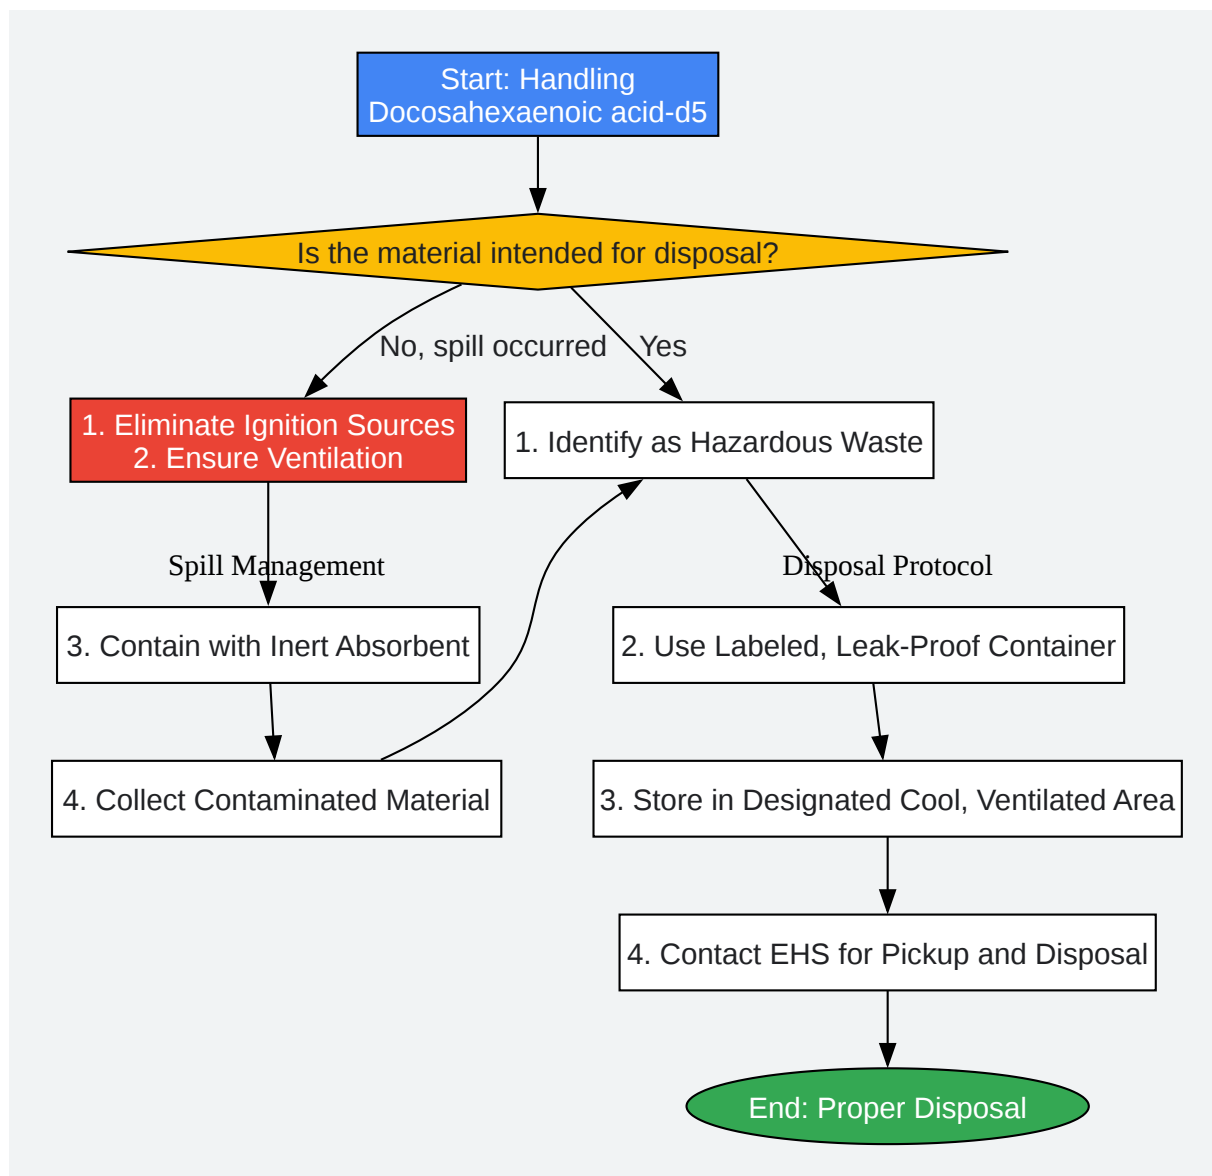 Start: Handling
Docosahexaenoic acid-d5
Is the material intended for disposal?
No, spill occurred
Yes
1. Eliminate Ignition Sources
2. Ensure Ventilation
1. Identify as Hazardous Waste
Spill Management
Disposal Protocol
3. Contain with Inert Absorbent
2. Use Labeled, Leak-Proof Container
4. Collect Contaminated Material
3. Store in Designated Cool, Ventilated Area
4. Contact EHS for Pickup and Disposal
End: Proper Disposal